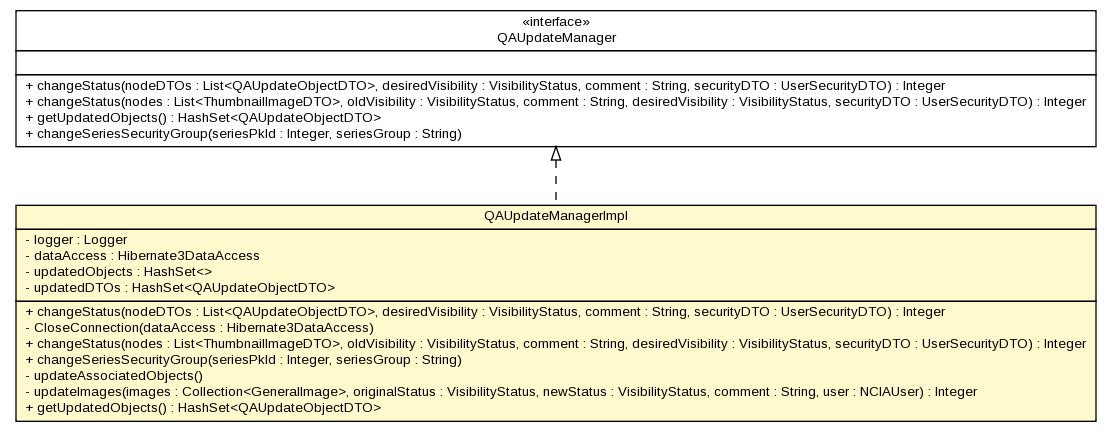 «interface»
QAUpdateManager
+ changeStatus(nodeDTOs : List<QAUpdateObjectDTO>, desiredVisibility : VisibilityStatus, comment : String, securityDTO : UserSecurityDTO) : Integer
+ changeStatus(nodes : List<ThumbnailImageDTO>, oldVisibility : VisibilityStatus, comment : String, desiredVisibility : VisibilityStatus, securityDTO : UserSecurityDTO) : Integer
+ getUpdatedObjects() : HashSet<QAUpdateObjectDTO>
+ changeSeriesSecurityGroup(seriesPkId : Integer, seriesGroup : String)
QAUpdateManagerImpl
- logger : Logger
- dataAccess : Hibernate3DataAccess
- updatedObjects : HashSet<>
- updatedDTOs : HashSet<QAUpdateObjectDTO>
+ changeStatus(nodeDTOs : List<QAUpdateObjectDTO>, desiredVisibility : VisibilityStatus, comment : String, securityDTO : UserSecurityDTO) : Integer
- CloseConnection(dataAccess : Hibernate3DataAccess)
+ changeStatus(nodes : List<ThumbnailImageDTO>, oldVisibility : VisibilityStatus, comment : String, desiredVisibility : VisibilityStatus, securityDTO : UserSecurityDTO) : Integer
+ changeSeriesSecurityGroup(seriesPkId : Integer, seriesGroup : String)
- updateAssociatedObjects()
- updateImages(images : Collection<GeneralImage>, originalStatus : VisibilityStatus, newStatus : VisibilityStatus, comment : String, user : NCIAUser) : Integer
+ getUpdatedObjects() : HashSet<QAUpdateObjectDTO>